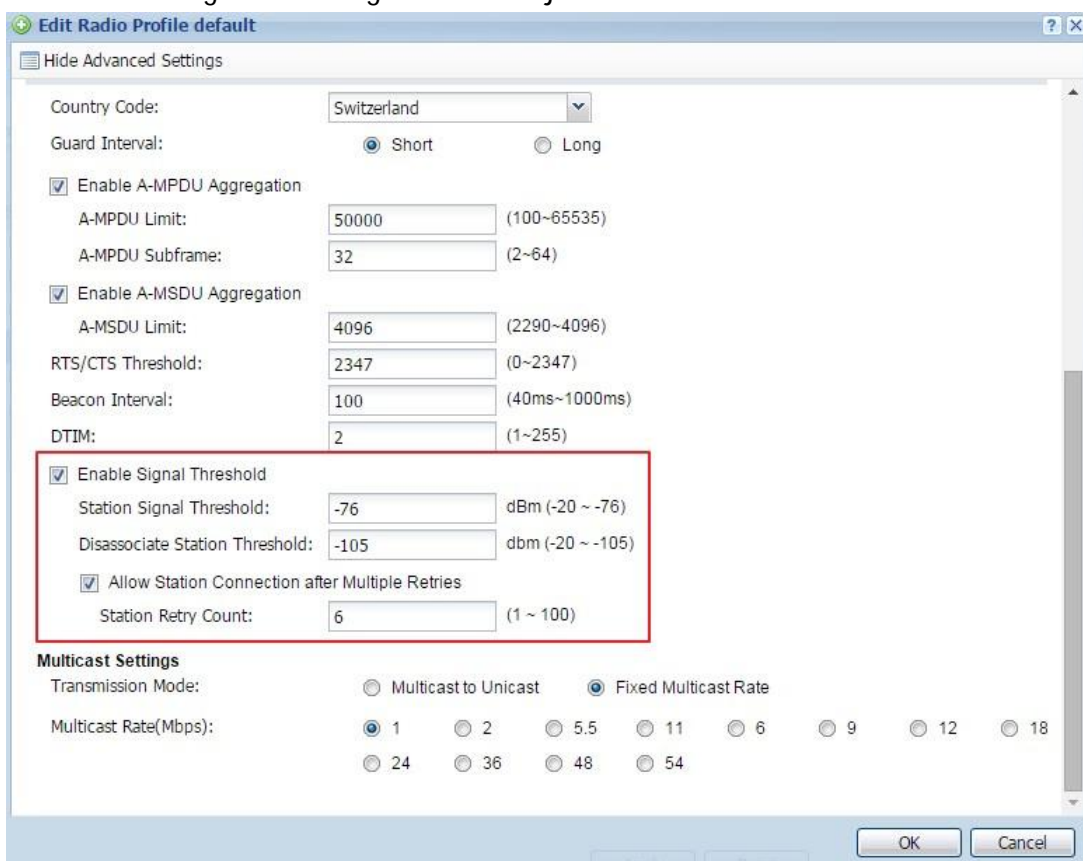 Edit Radio Profile default
Hide Advanced Settings
Country Code: Switzerland
Guard Interval: Short Long
Enable A-MPDU Aggregation
A-MPDU Limit: 50000 (100~65535)
A-MPDU Subframe: 32 (2~64)
Enable A-MSDU Aggregation
A-MSDU Limit: 4096 (2290~4096)
RTS/CTS Threshold: 2347 (0~2347)
Beacon Interval: 100 (40ms~1000ms)
DTIM: 2 (1~255)
Enable Signal Threshold
Station Signal Threshold: -76 dBm (-20 ~ -76)
Disassociate Station Threshold: -105 dbm (-20 ~ -105)
Allow Station Connection after Multiple Retries
Station Retry Count: 6 (1 ~ 100)
Multicast Settings
Transmission Mode: Multicast to Unicast Fixed Multicast Rate
Multicast Rate(Mbps): 1 2 5.5 11 6 9 12 18
24 36 48 54
OK Cancel